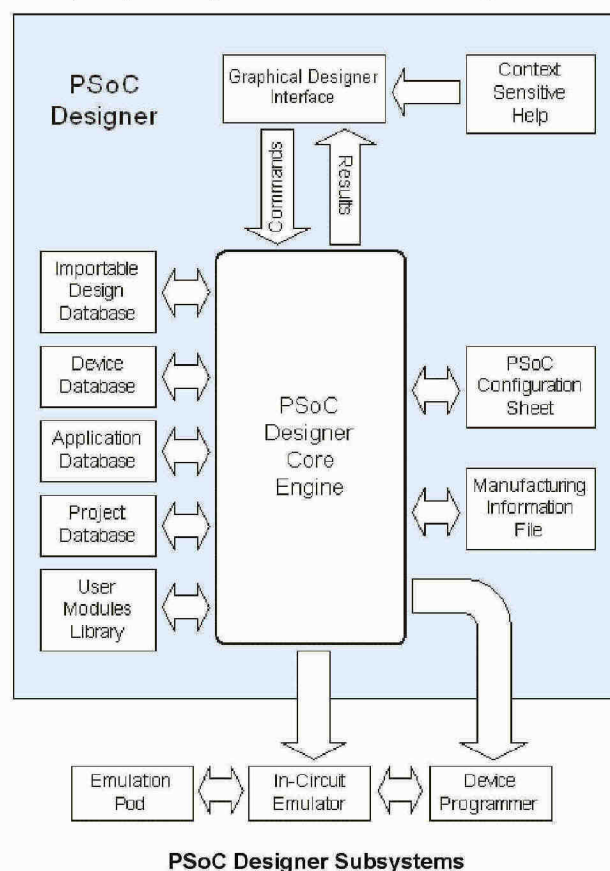 PSoC
Designer
Graphical Designer
Interface
Context
Sensitive
Help
Commands
Results
Importable
Design
Database
Device
Database
Application
Database
Project
Database
User
Modules
Library
PSoC
Designer
Core
Engine
PSoC
Configuration
Sheet
Manufacturing
Information
File
Emulation
Pod
In-Circuit
Emulator
Device
Programmer
PSoC Designer Subsystems